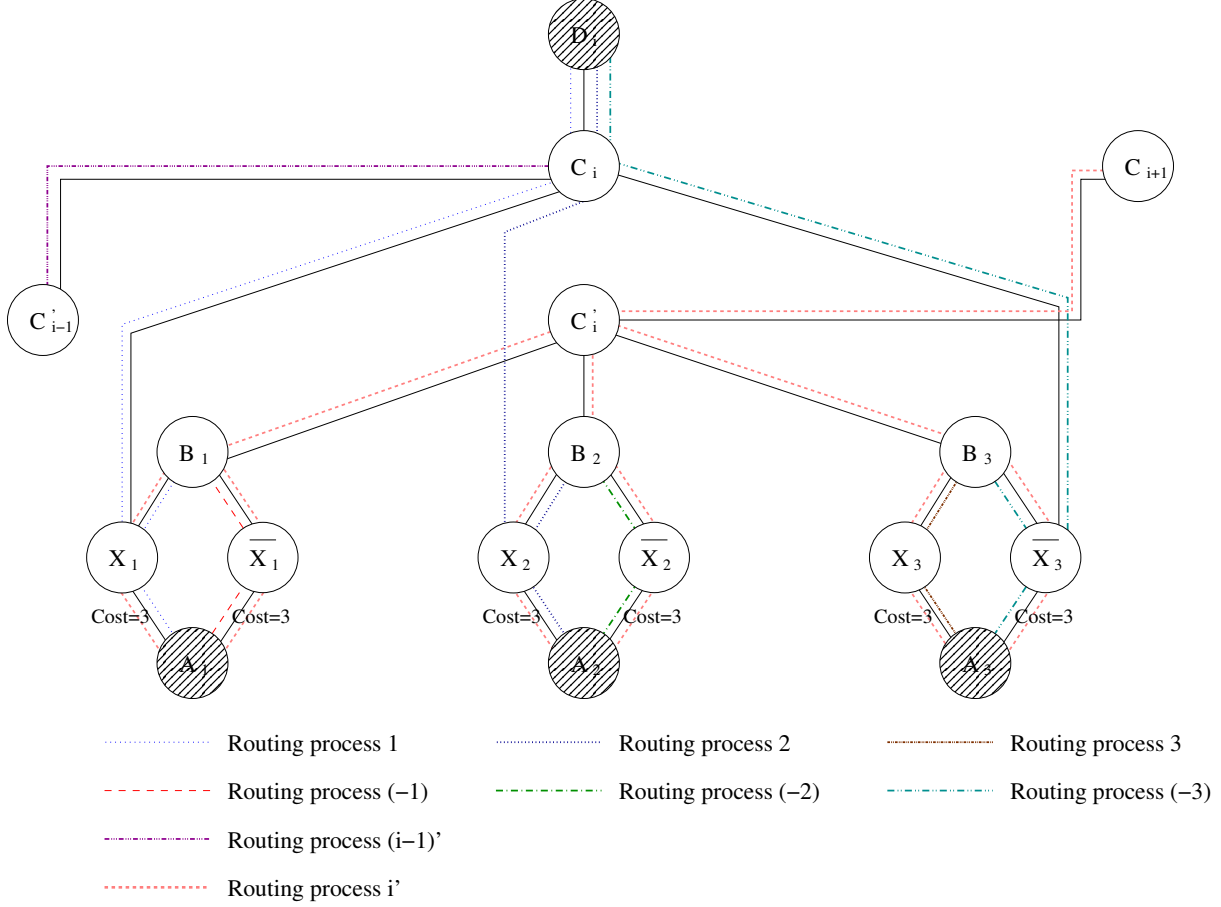 D i
C i
C i+1
C ' i−1
C ' i
B 1
B 2
B 3
X 1
X 1
X 2
X 2
X 3
X 3
Cost=3
Cost=3
Cost=3
Cost=3
Cost=3
Cost=3
A 1
A 2
A 3
Routing process 1
Routing process 2
Routing process 3
Routing process (−1)
Routing process (−2)
Routing process (−3)
Routing process (i−1)’
Routing process i’